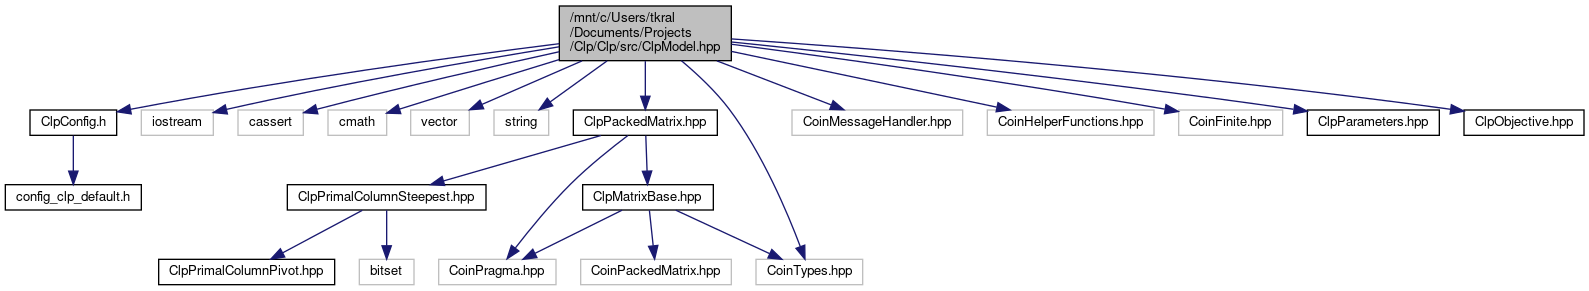 /mnt/c/Users/tkral
/Documents/Projects
/Clp/Clp/src/ClpModel.hpp
ClpConfig.h
iostream
cassert
cmath
vector
string
ClpPackedMatrix.hpp
CoinMessageHandler.hpp
CoinHelperFunctions.hpp
CoinFinite.hpp
ClpParameters.hpp
ClpObjective.hpp
config_clp_default.h
ClpPrimalColumnSteepest.hpp
ClpMatrixBase.hpp
ClpPrimalColumnPivot.hpp
bitset
CoinPragma.hpp
CoinPackedMatrix.hpp
CoinTypes.hpp